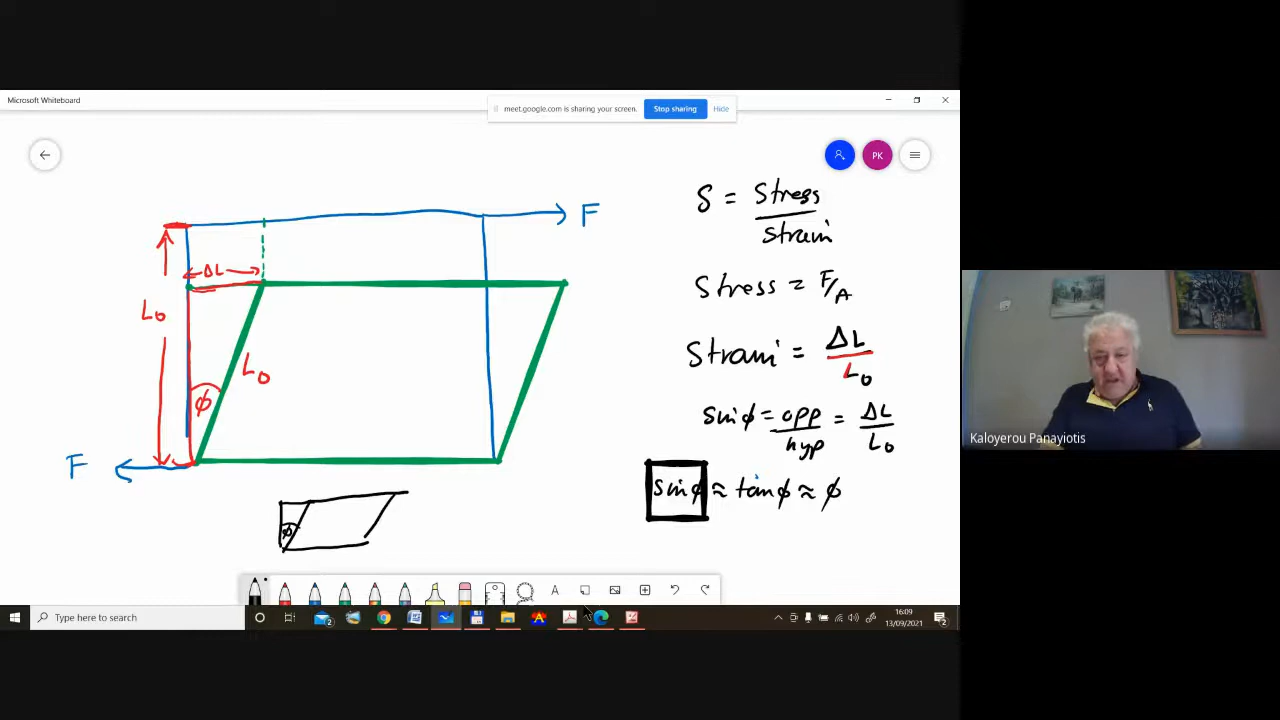 Microsoft Whiteboard
meet.google.com is sharing your screen.
Stop sharing
Hide
PK
F
S = Stress
Strain
ΔL
Stress = F/A
L₀
Strain = ΔL
L₀
L₀
φ
sinφ = opp = ΔL
hyp L₀
F
sinφ ≈ tanφ ≈ φ
φ
Kaloyerou Panayiotis
A
Type here to search
2
16:09
13/09/2021
2